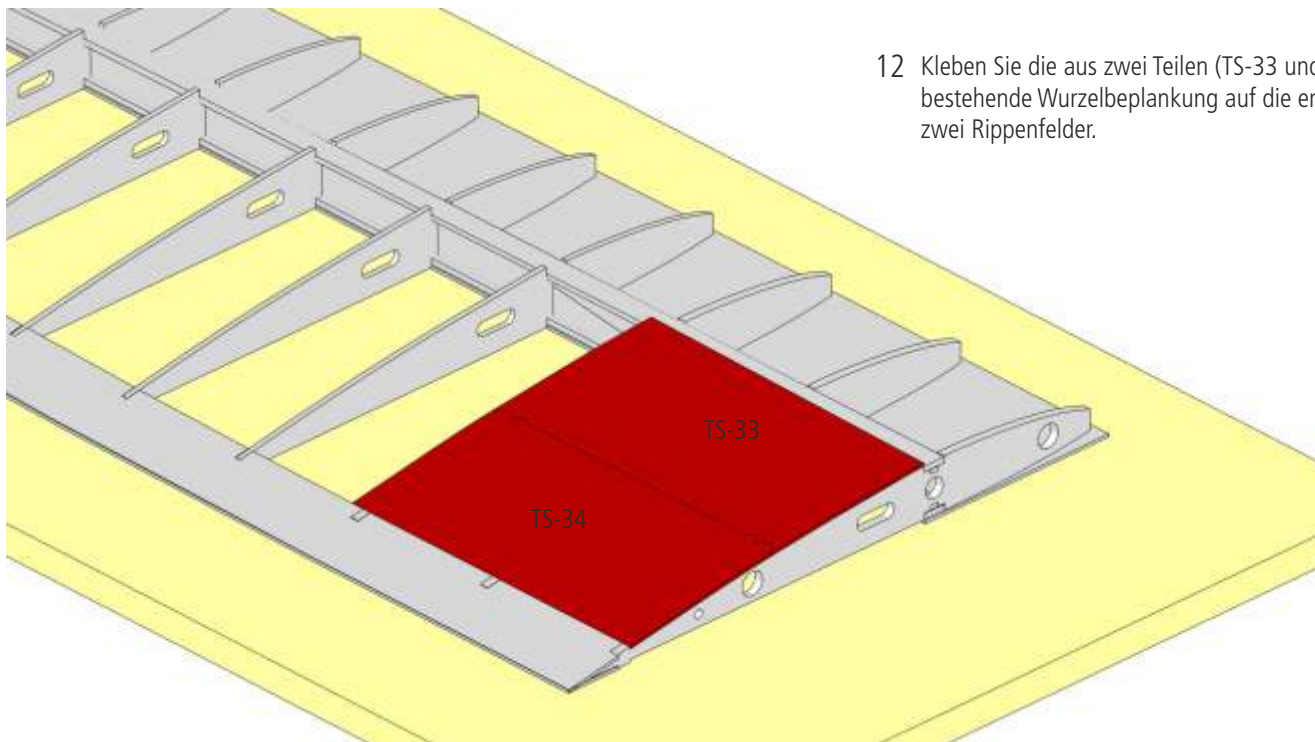 12 Kleben Sie die aus zwei Teilen (TS-33 und
bestehende Wurzelbeplankung auf die
zwei Rippenfelder.
TS-33
TS-34